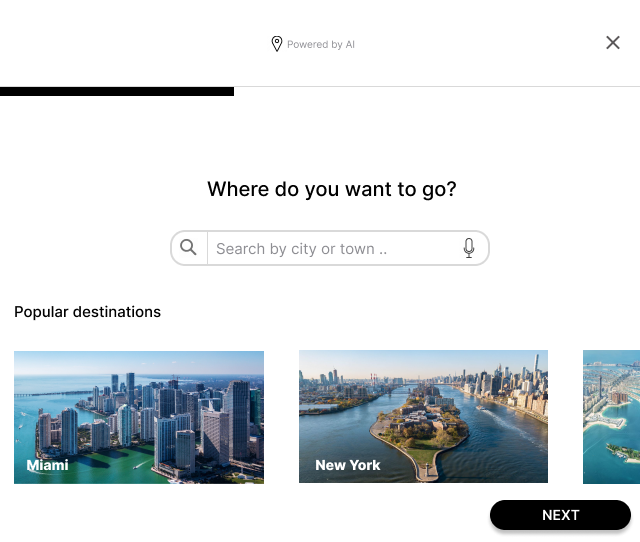 Powered by AI
Where do you want to go?
Search by city or town ..
Popular destinations
Miami
New York
NEXT